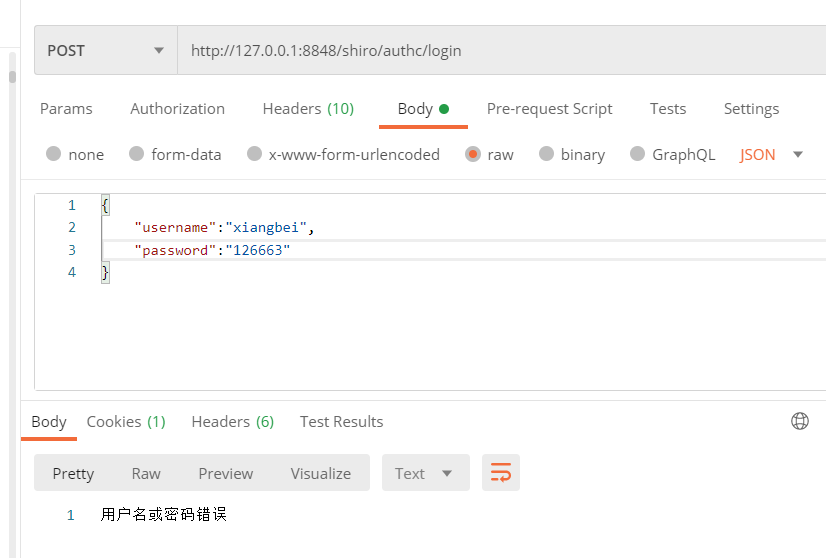 POST http://127.0.0.1:8848/shiro/authc/login
Params Authorization Headers (10) Body Pre-request Script Tests Settings
none form-data x-www-form-urlencoded raw binary GraphQL JSON
1 {
2 "username":"xiangbei",
3 "password":"126663"
4 }
Body Cookies (1) Headers (6) Test Results
Pretty Raw Preview Visualize Text
1 用户名或密码错误